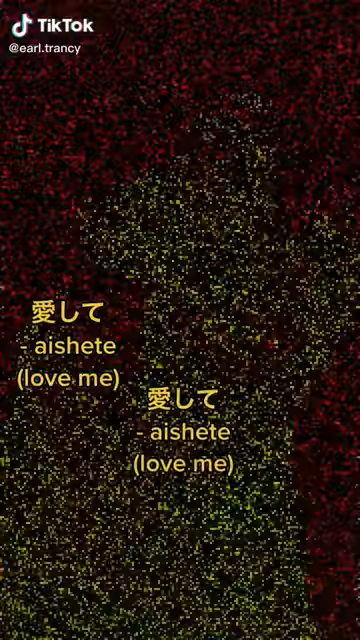 TikTok
@earl.trancy
愛して
- aishete
(love me)
愛して
- aishete
(love me)